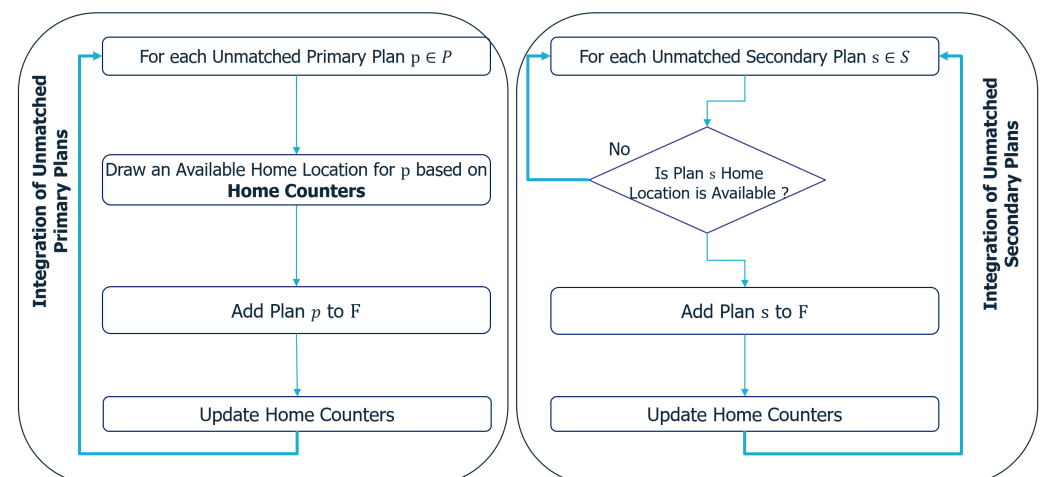 Integration of Unmatched
Primary Plans
For each Unmatched Primary Plan p ∈ P
Draw an Available Home Location for p based on
Home Counters
Add Plan p to F
Update Home Counters
For each Unmatched Secondary Plan s ∈ S
No
Is Plan s Home
Location is Available ?
Add Plan s to F
Update Home Counters
Integration of Unmatched
Secondary Plans